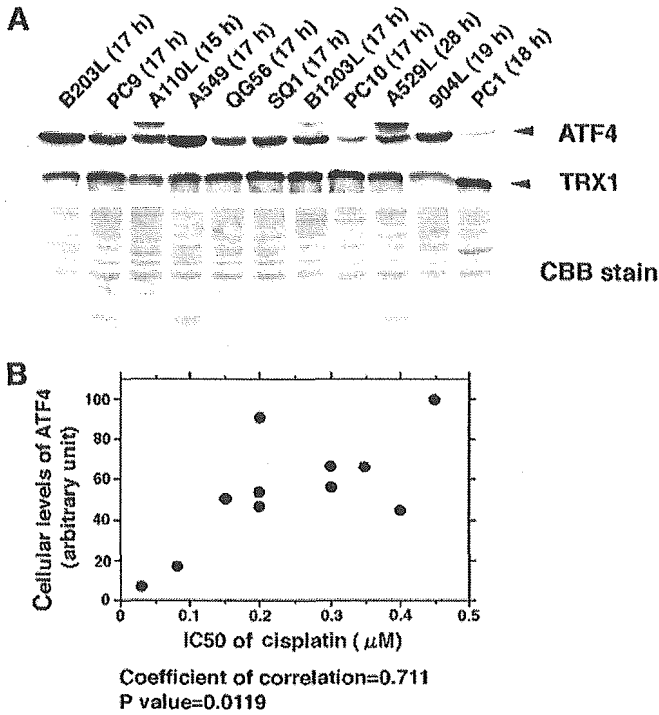 A
B203L (17 h)
PC9 (17 h)
A110L (15 h)
A549 (17 h)
QG56 (17 h)
SQ1 (17 h)
B1203L (17 h)
PC10 (17 h)
A529L (28 h)
904L (19 h)
PC1 (18 h)
ATF4
TRX1
CBB stain
B
Cellular levels of ATF4
(arbitrary unit)
100
80
60
40
20
0
0 0.1 0.2 0.3 0.4 0.5
IC50 of cisplatin (μM)
Coefficient of correlation=0.711
P value=0.0119